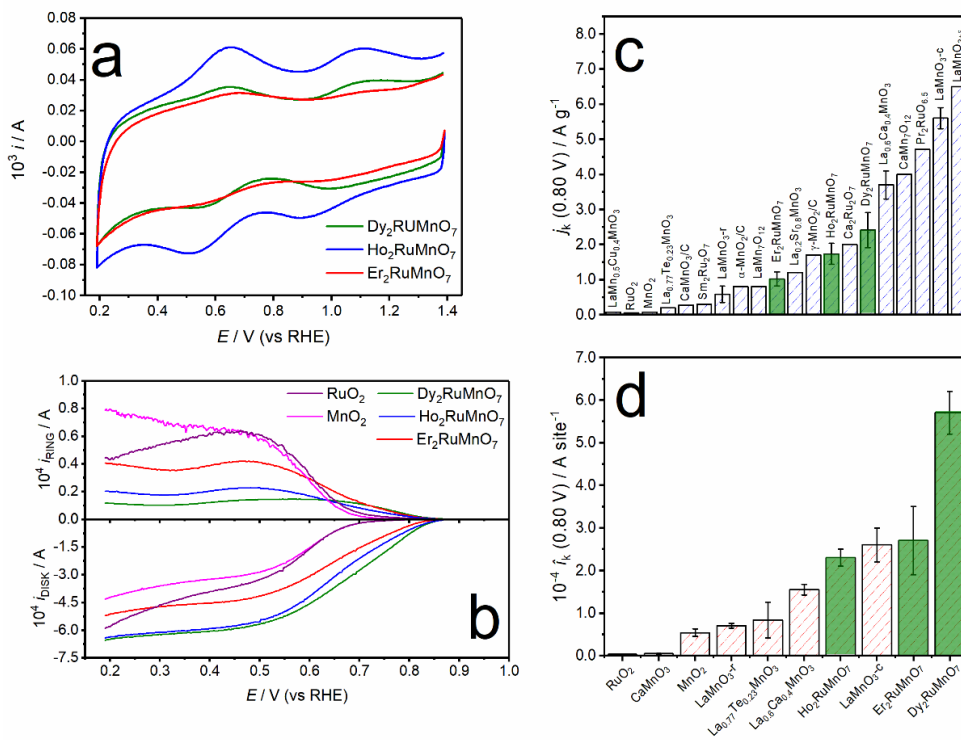 a
0.08
0.06
0.04
0.02
0.00
-0.02
-0.04
-0.06
-0.08
-0.10
10³ i / A
Dy₂RUMnO₇
Ho₂RuMnO₇
Er₂RuMnO₇
0.2 0.4 0.6 0.8 1.0 1.2 1.4
E / V (vs RHE)
b
1.0
0.8
0.6
0.4
0.2
0.0
10⁴ i_RING / A
RuO₂
MnO₂
Dy₂RuMnO₇
Ho₂RuMnO₇
Er₂RuMnO₇
-1.5
-3.0
-4.5
-6.0
-7.5
10⁴ i_DISK / A
0.1 0.2 0.3 0.4 0.5 0.6 0.7 0.8 0.9 1.0
E / V (vs RHE)
c
8.0
7.0
6.0
5.0
4.0
3.0
2.0
1.0
0.0
jₖ (0.80 V) / A g⁻¹
LaMn₀.₆Cu₀.₄MnO₃
RuO₂
MnO₂
La₀.₇₇Te₀.₂₃MnO₃
CaMnO₃/C
Sm₂Ru₂O₇
LaMnO₃-r
α-MnO₂/C
LaMn₇O₁₂
Er₂RuMnO₇
La₀.₂Sr₀.₈MnO₃
γ-MnO₂/C
Ho₂RuMnO₇
Ca₂Ru₂O₇
Dy₂RuMnO₇
La₀.₆Ca₀.₄MnO₃
CaMn₇O₁₂
Pr₂RuO₆.₅
LaMnO₃-c
d
6.0
5.0
4.0
3.0
2.0
1.0
0.0
7.0
10⁻⁴ îₖ (0.80 V) / A site⁻¹
RuO₂
CaMnO₃
MnO₂
LaMnO₃-r
La₀.₇₇Te₀.₂₃MnO₃
La₀.₆Ca₀.₄MnO₃
Ho₂RuMnO₇
LaMnO₃-c
Er₂RuMnO₇
Dy₂RuMnO₇